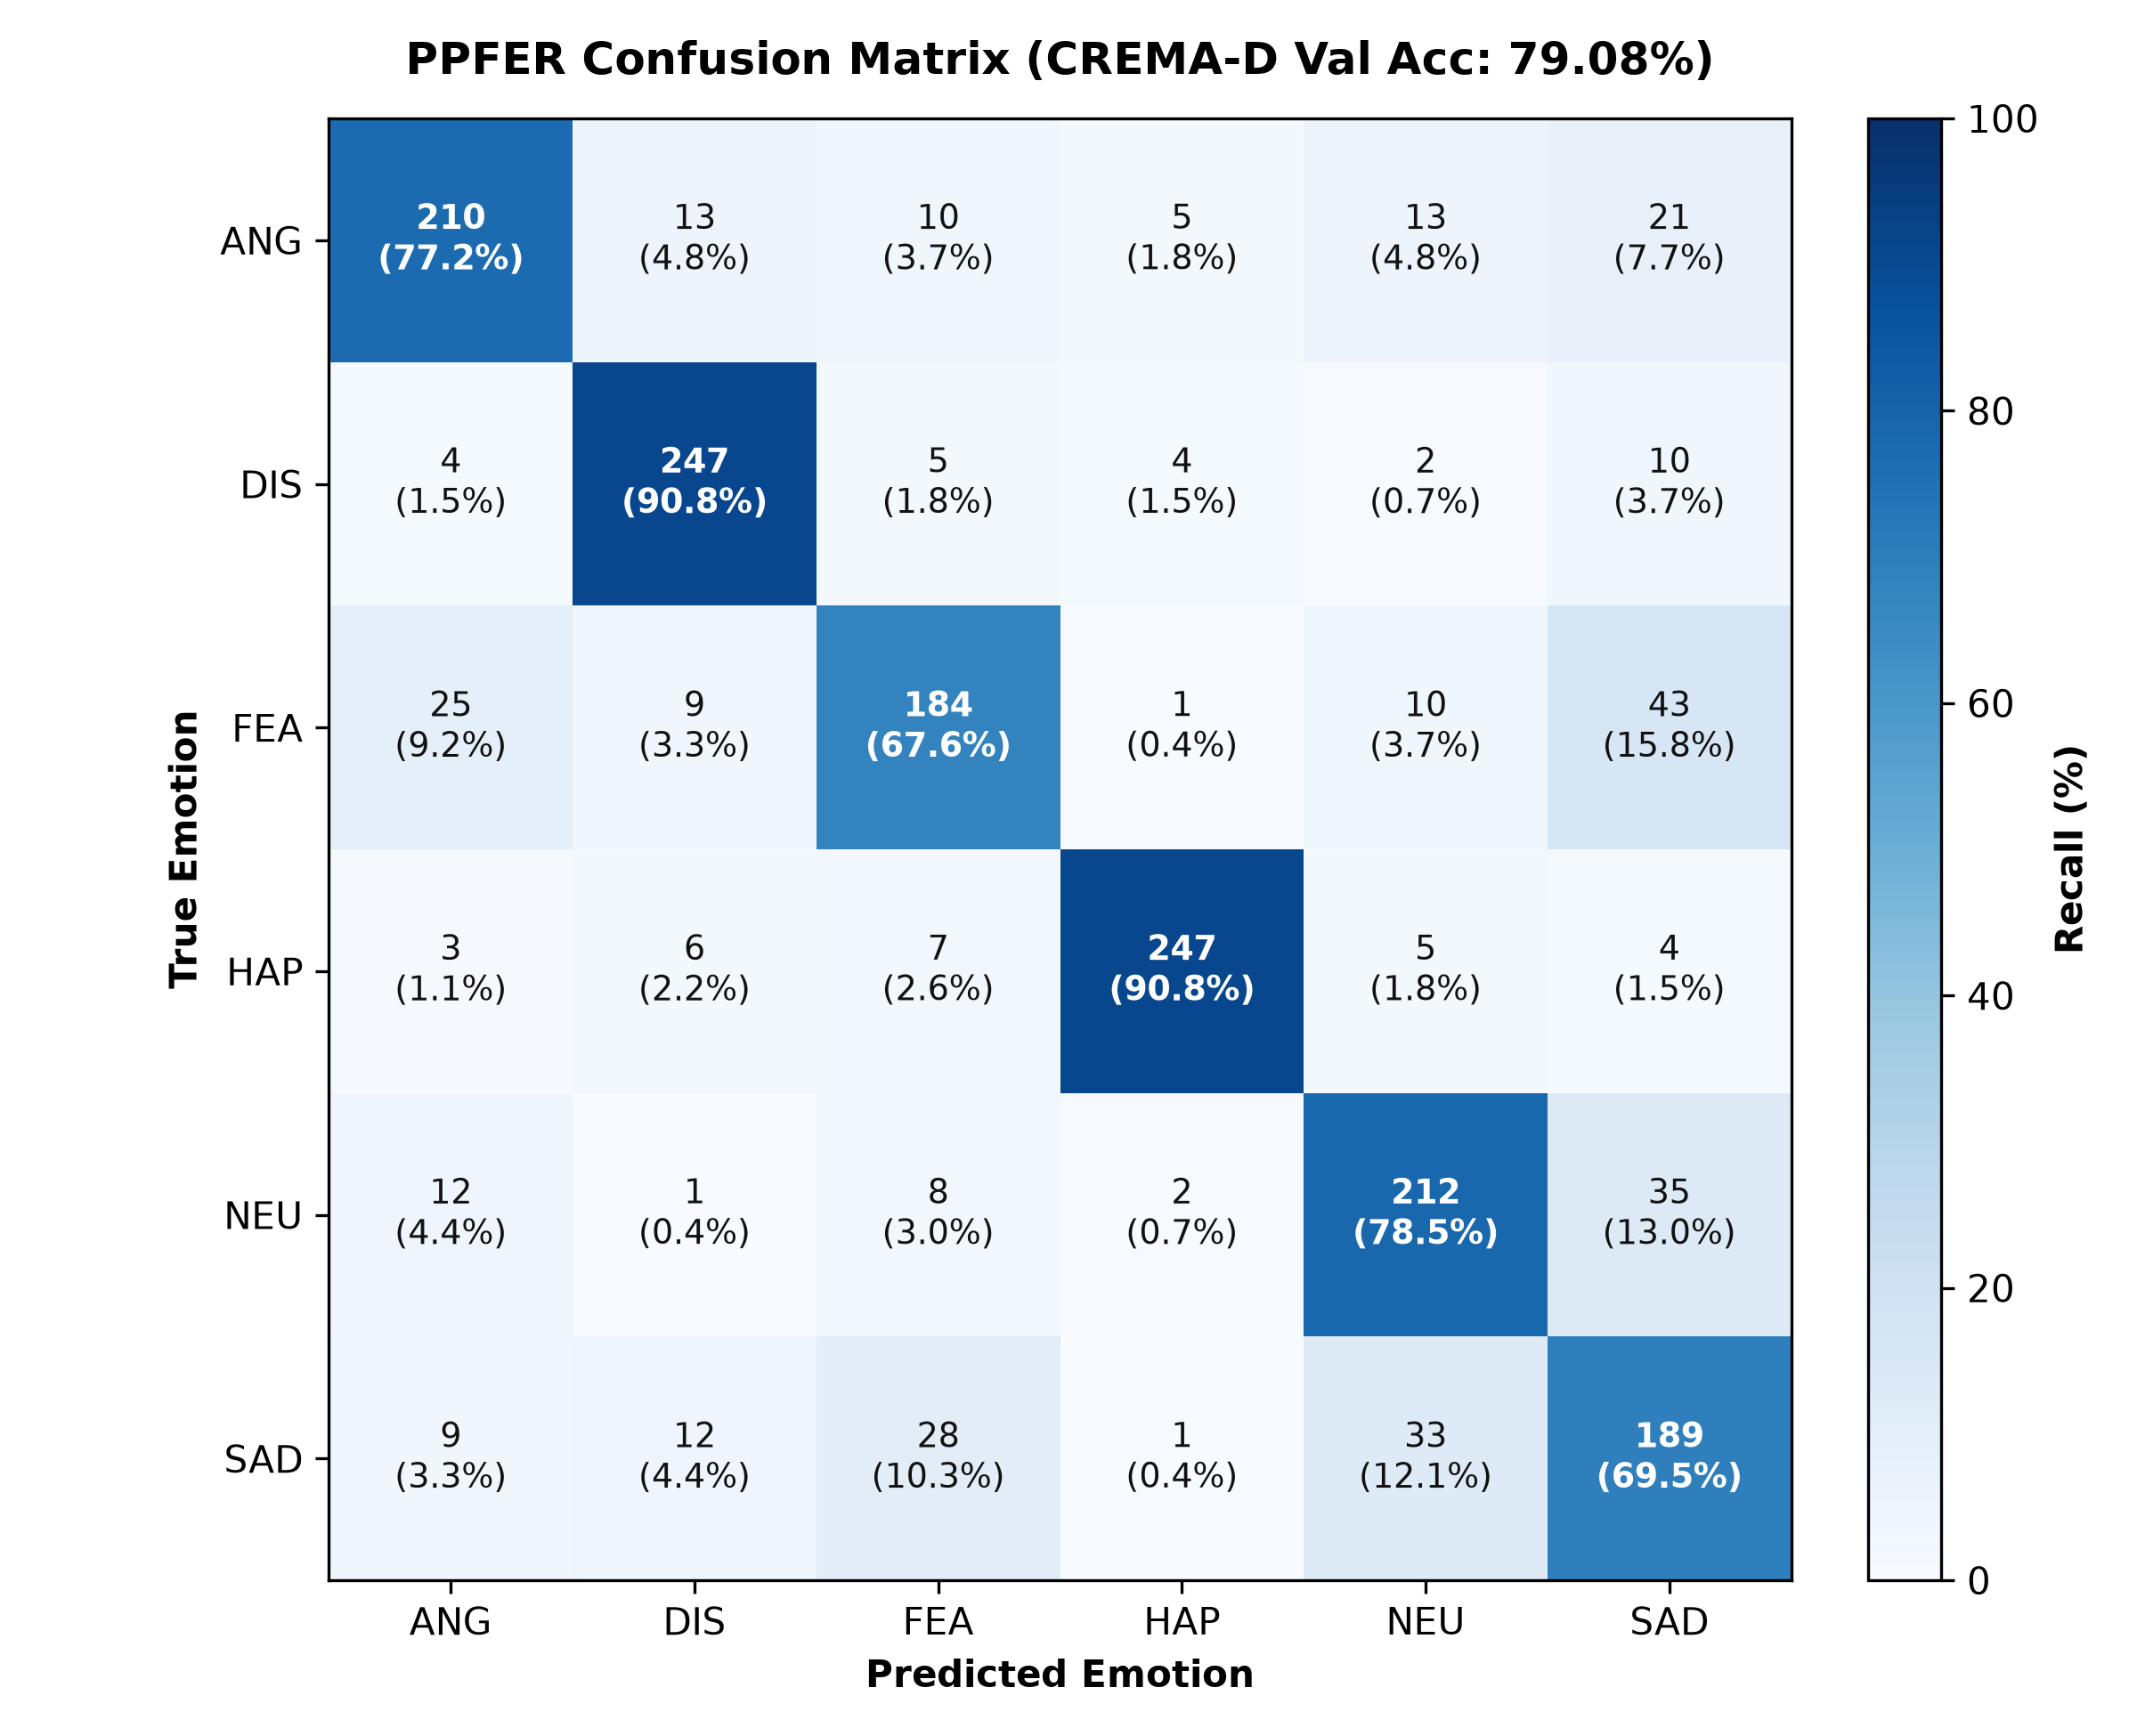 PPFER Confusion Matrix (CREMA-D Val Acc: 79.08%)
True Emotion
ANG
210 13 10 5 13 21
(77.2%) (4.8%) (3.7%) (1.8%) (4.8%) (7.7%)
DIS
4 247 5 4 2 10
(1.5%) (90.8%) (1.8%) (1.5%) (0.7%) (3.7%)
FEA
25 9 184 1 10 43
(9.2%) (3.3%) (67.6%) (0.4%) (3.7%) (15.8%)
HAP
3 6 7 247 5 4
(1.1%) (2.2%) (2.6%) (90.8%) (1.8%) (1.5%)
NEU
12 1 8 2 212 35
(4.4%) (0.4%) (3.0%) (0.7%) (78.5%) (13.0%)
SAD
9 12 28 1 33 189
(3.3%) (4.4%) (10.3%) (0.4%) (12.1%) (69.5%)
ANG DIS FEA HAP NEU SAD
Predicted Emotion
100
80
60
40
20
0
Recall (%)